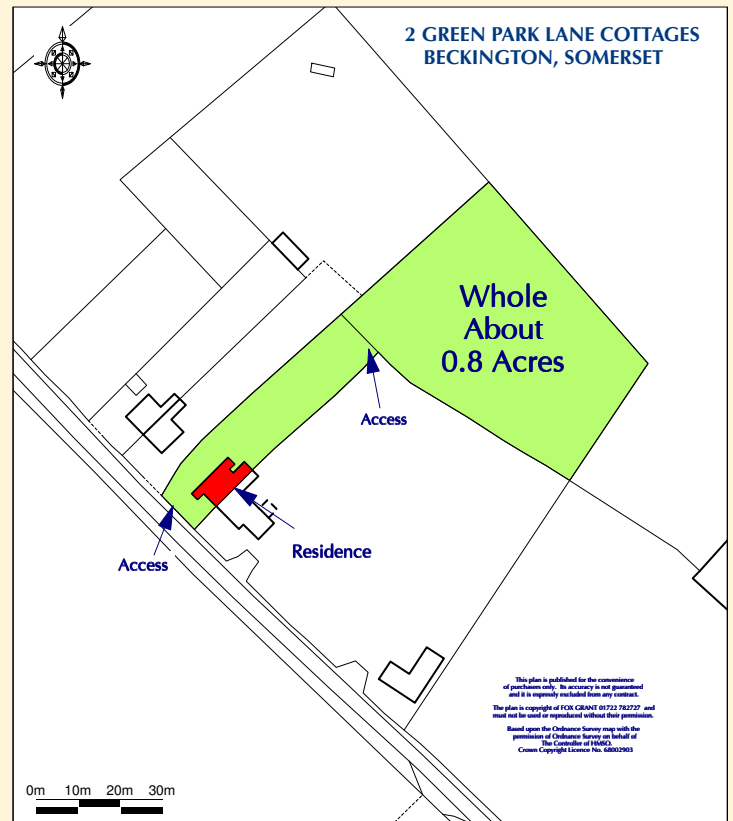 2 GREEN PARK LANE COTTAGES
BECKINGTON, SOMERSET
Whole
About
0.8 Acres
Access
Residence
Access
This plan is published for the convenience
of purchasers only. Its accuracy is not guaranteed
and it is expressly excluded from any contract.
The plan is copyright of FOX GRANT 01722 782727 and
must not be used or reproduced without their permission.
Based upon the Ordnance Survey map with the
permission of Ordnance Survey on behalf of
The Controller of HMSO.
Crown Copyright Licence No. 68002903
0m 10m 20m 30m